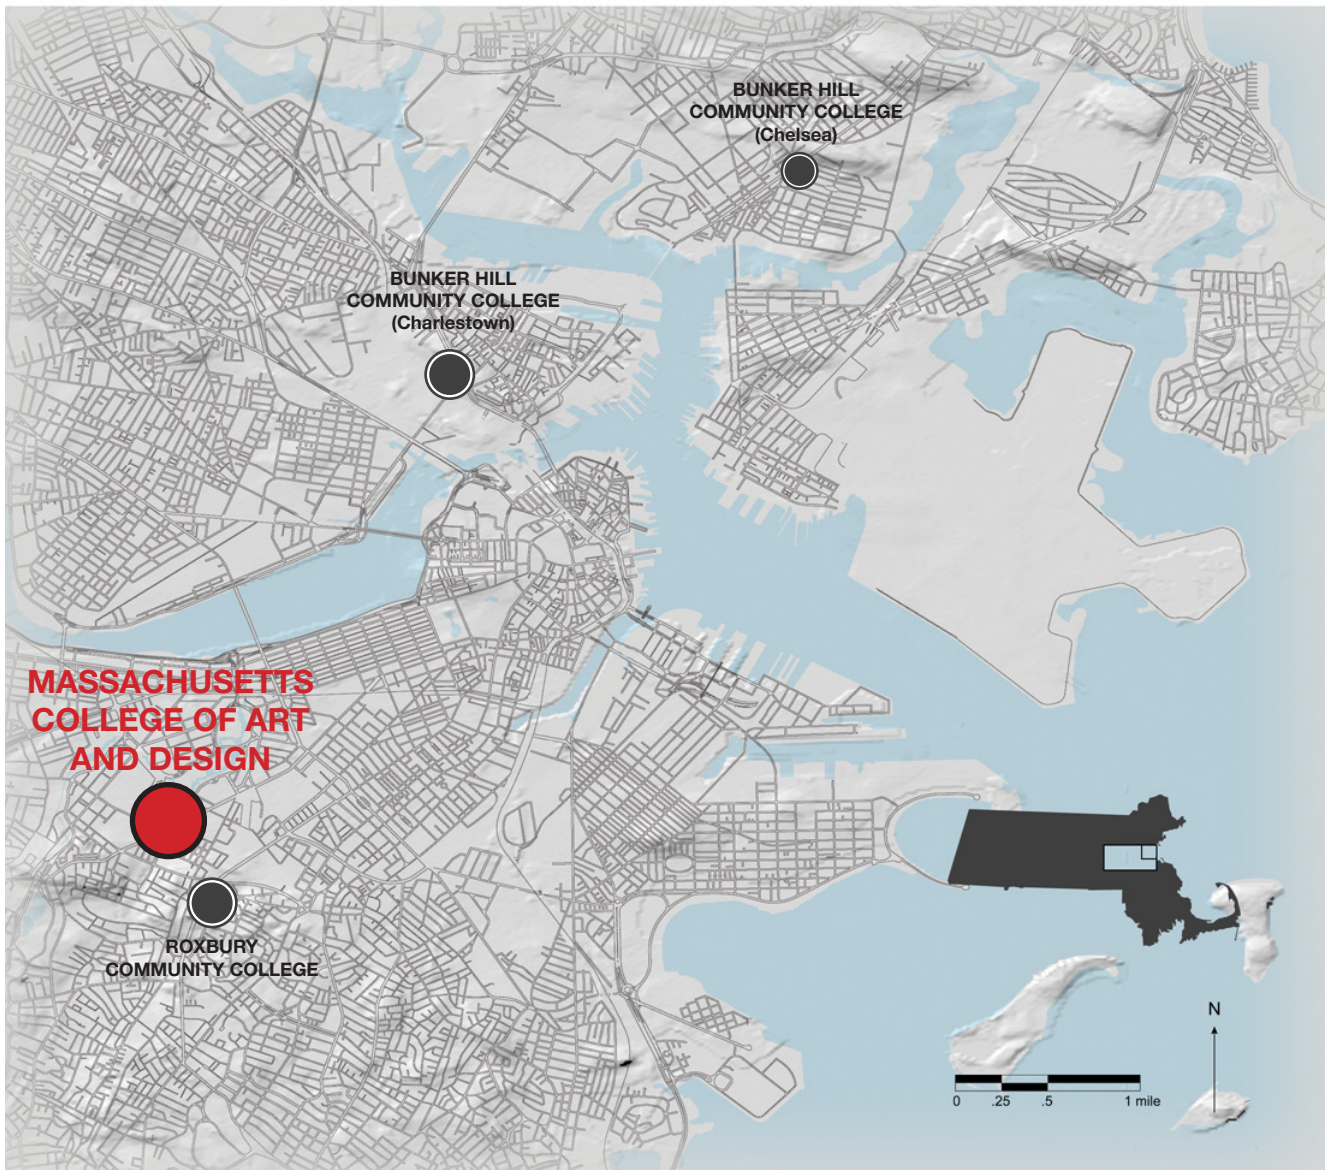 BUNKER HILL
COMMUNITY COLLEGE
(Chelsea)
BUNKER HILL
COMMUNITY COLLEGE
(Charlestown)
MASSACHUSETTS
COLLEGE OF ART
AND DESIGN
ROXBURY
COMMUNITY COLLEGE
N
0 .25 .5 1 mile